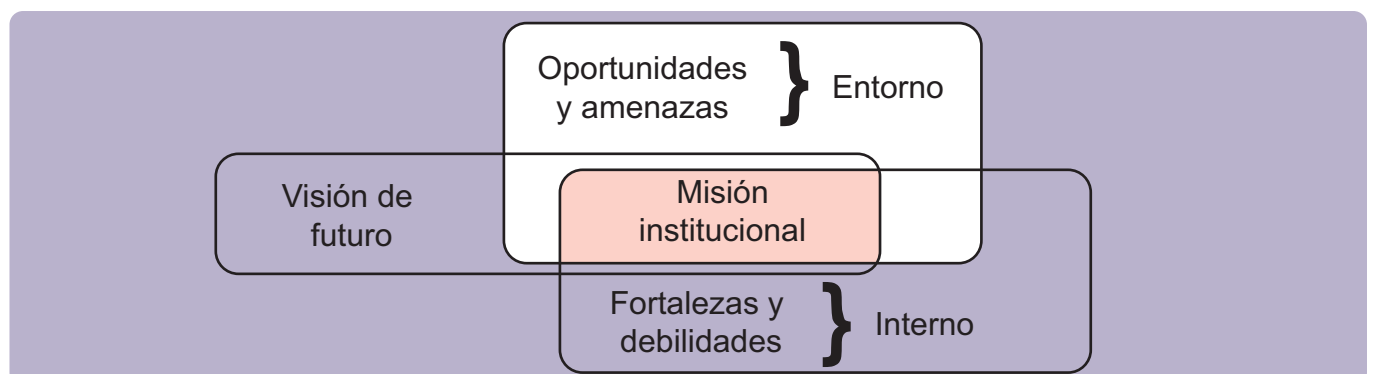 Oportunidades
y amenazas
} Entorno
Visión de
futuro
Misión
institucional
Fortalezas y
debilidades
} Interno